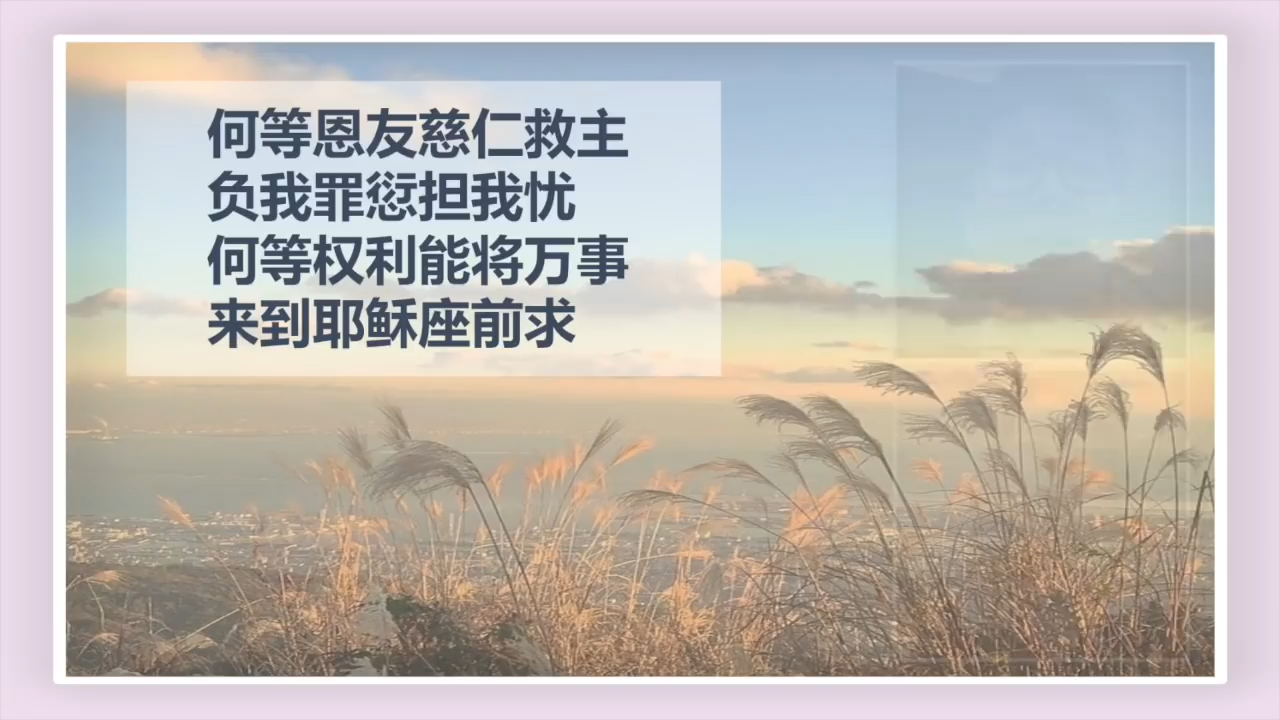 何等恩友慈仁救主
负我罪愆担我忧
何等权利能将万事
来到耶稣座前求